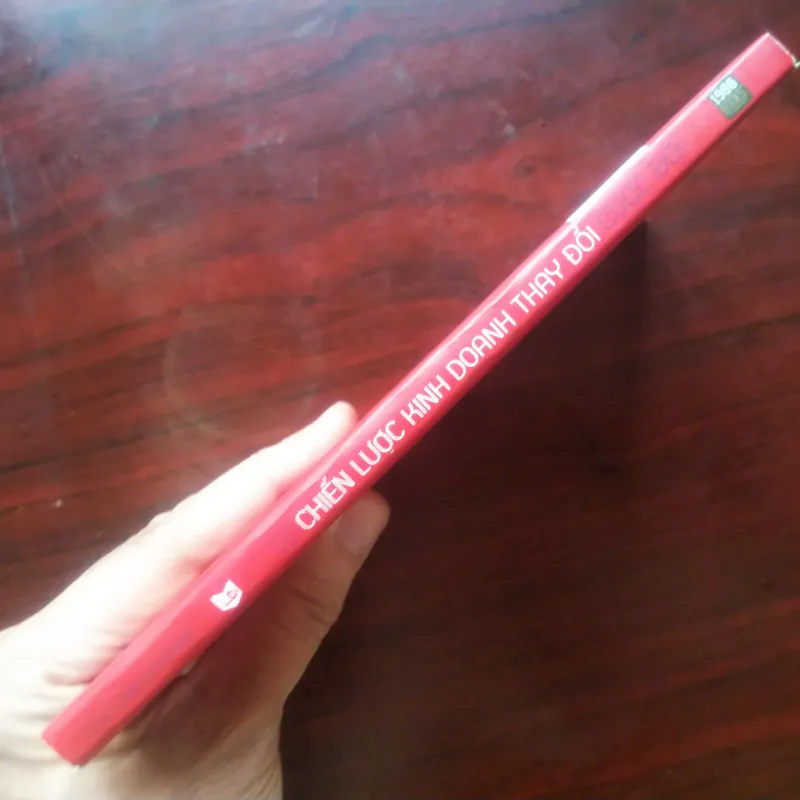 CHIẾN LƯỢC KINH DOANH THAY ĐỔI
1980